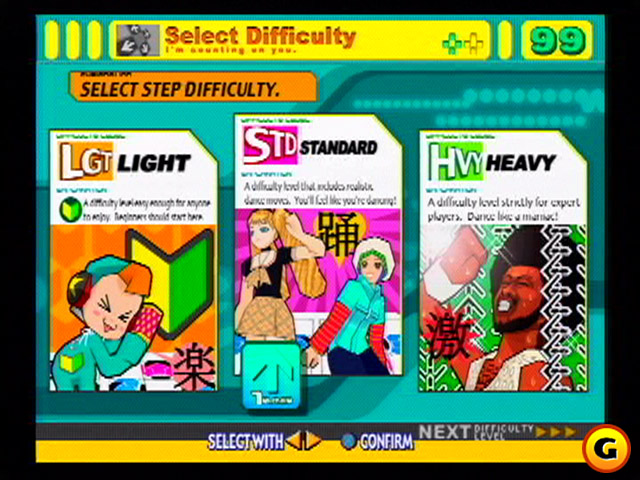 Select Difficulty
I'm counting on you.
99
SELECT STEP DIFFICULTY.
LGT LIGHT
A difficulty level easy enough for anyone
to enjoy. Beginners should start here.
楽
STD STANDARD
A difficulty level that includes realistic
dance moves. You'll feel like you're dancing!
踊
1
HVY HEAVY
A difficulty level strictly for expert
players. Dance like a maniac!
激
SELECT WITH
CONFIRM
NEXT DIFFICULTY
LEVEL
G